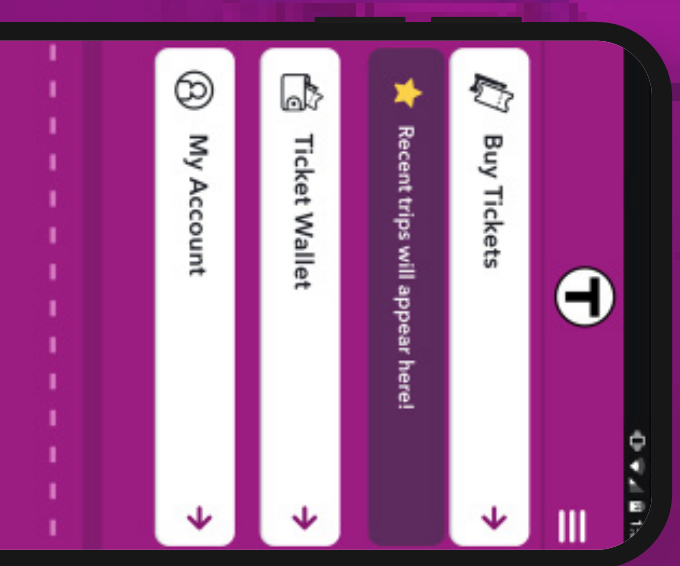 T
Buy Tickets
Recent trips will appear here!
Ticket Wallet
My Account